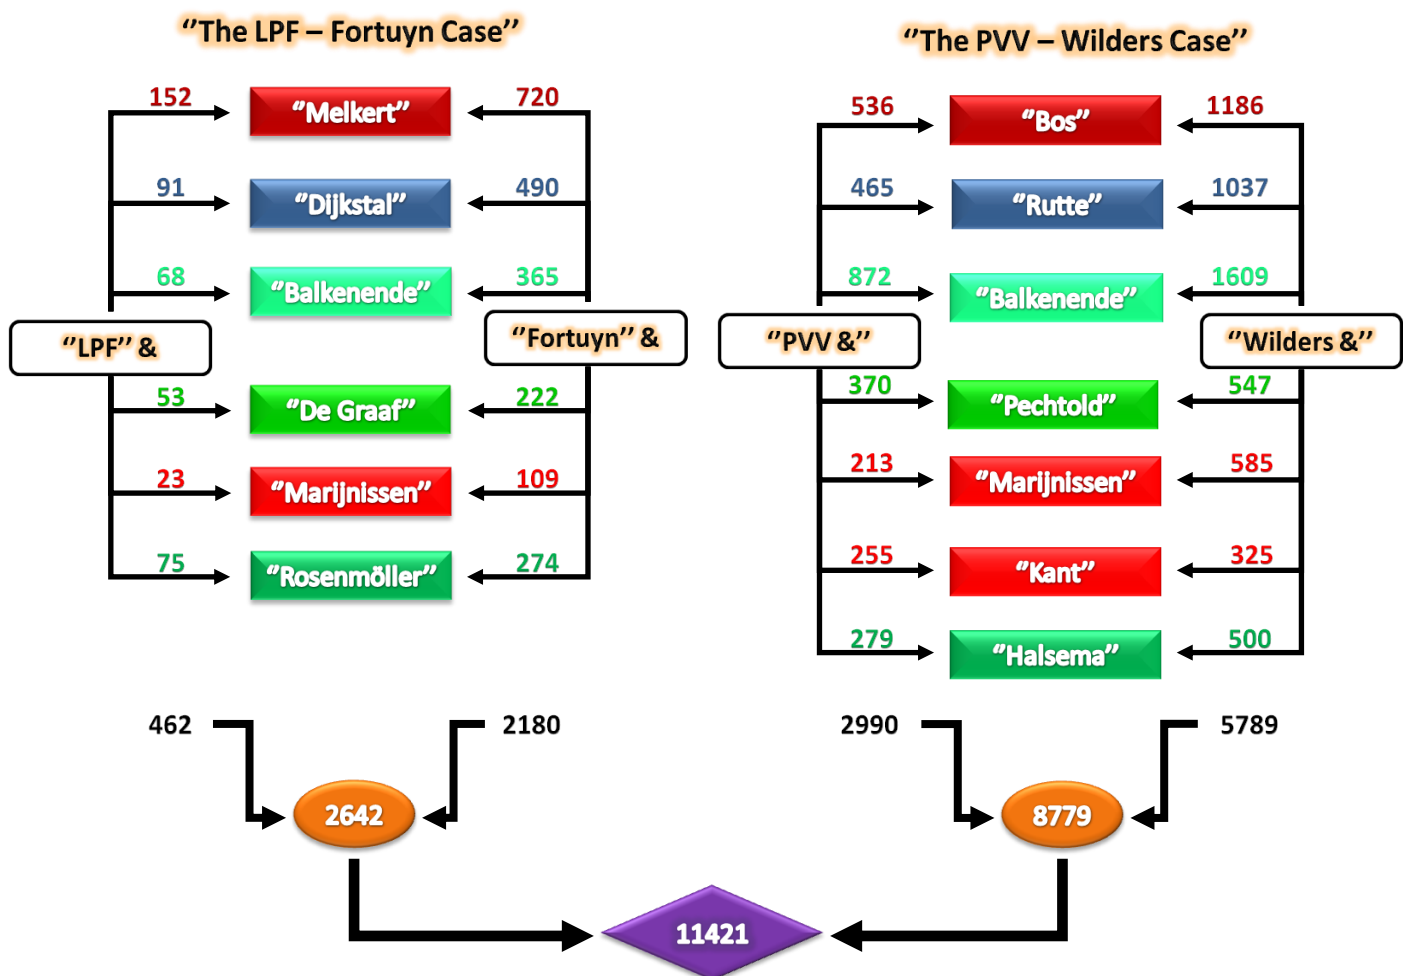 ‘’The LPF – Fortuyn Case’’
152
‘’Melkert’’
720
91
‘’Dijkstal’’
490
68
‘’Balkenende’’
365
‘’LPF’’ &
‘’Fortuyn’’ &
53
‘’De Graaf’’
222
23
‘’Marijnissen’’
109
75
‘’Rosenmöller’’
274
462
2180
2642
‘’The PVV – Wilders Case’’
536
‘’Bos’’
1186
465
‘’Rutte’’
1037
872
‘’Balkenende’’
1609
‘’PVV &’’
‘’Wilders &’’
370
‘’Pechtold’’
547
213
‘’Marijnissen’’
585
255
‘’Kant’’
325
279
‘’Halsema’’
500
2990
5789
8779
11421